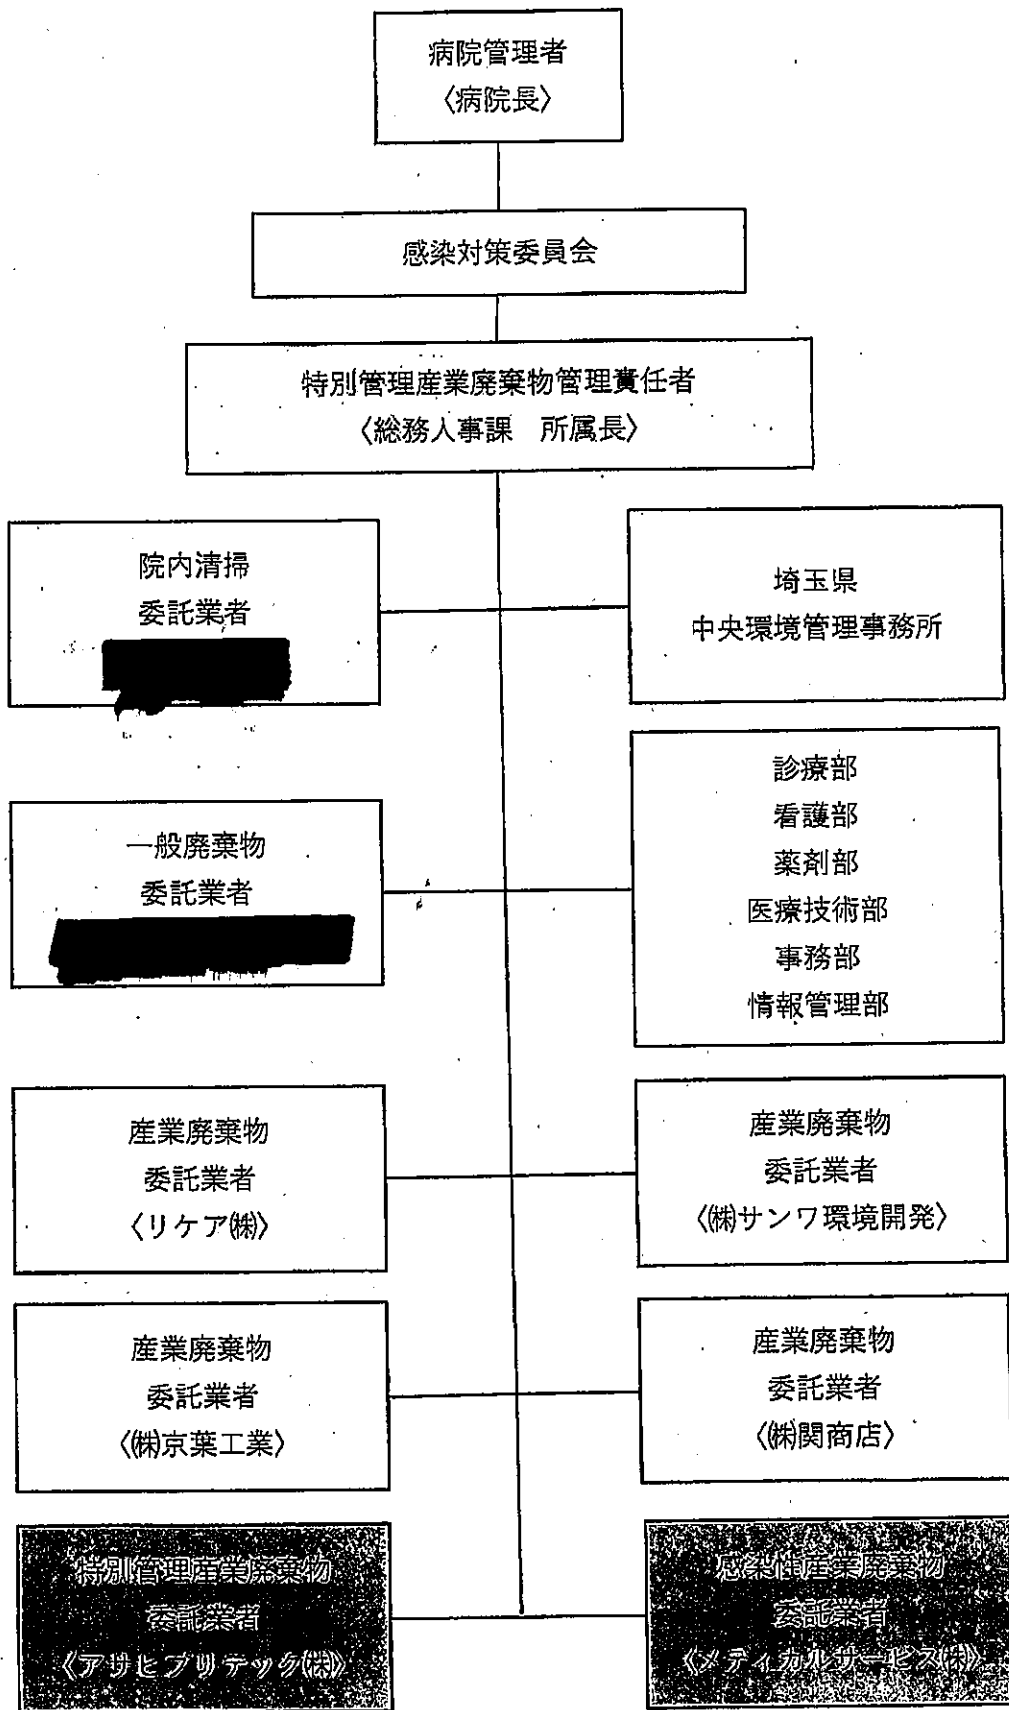 病院管理者
〈病院長〉
感染対策委員会
特別管理産業廃棄物管理責任者
〈総務人事課　所属長〉
院内清掃
委託業者
埼玉県
中央環境管理事務所
一般廃棄物
委託業者
診療部
看護部
薬剤部
医療技術部
事務部
情報管理部
産業廃棄物
委託業者
〈リケア㈱〉
産業廃棄物
委託業者
〈㈱サンワ環境開発〉
産業廃棄物
委託業者
〈㈱京葉工業〉
産業廃棄物
委託業者
〈㈱関商店〉
特別管理産業廃棄物
委託業者
〈アサヒプリテック㈱〉
感染性産業廃棄物
委託業者
〈メディカルサービス㈱〉